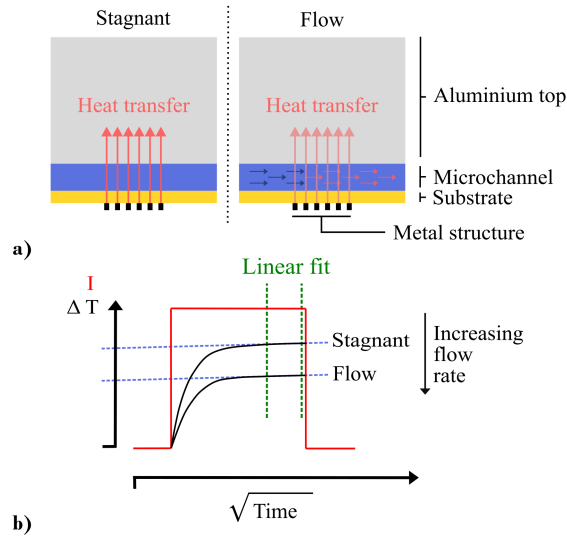 Stagnant
Flow
Heat transfer
Heat transfer
Aluminium top
Microchannel
Substrate
Metal structure
a)
Linear fit
I
Δ T
Stagnant
Flow
Increasing
flow
rate
√Time
b)